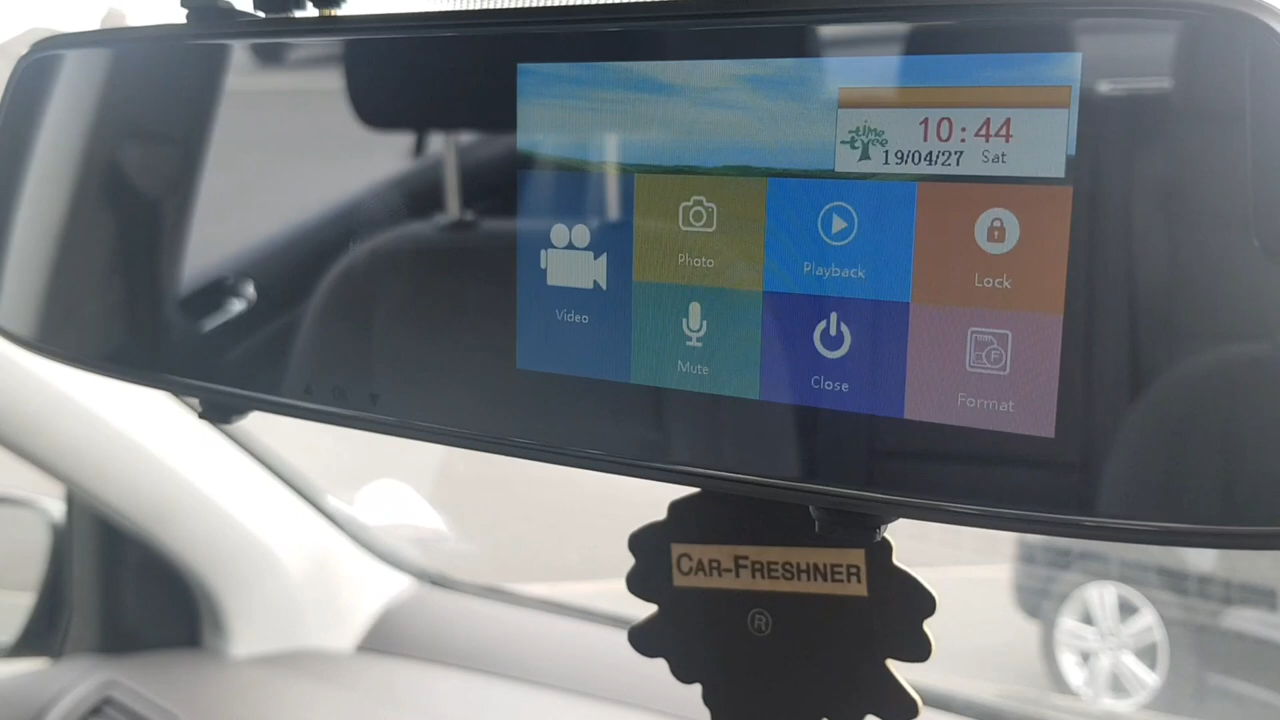 time
tree
10:44
19/04/27 Sat
Video
Photo
Playback
Lock
Mute
Close
F
Format
CAR-FRESHNER
®